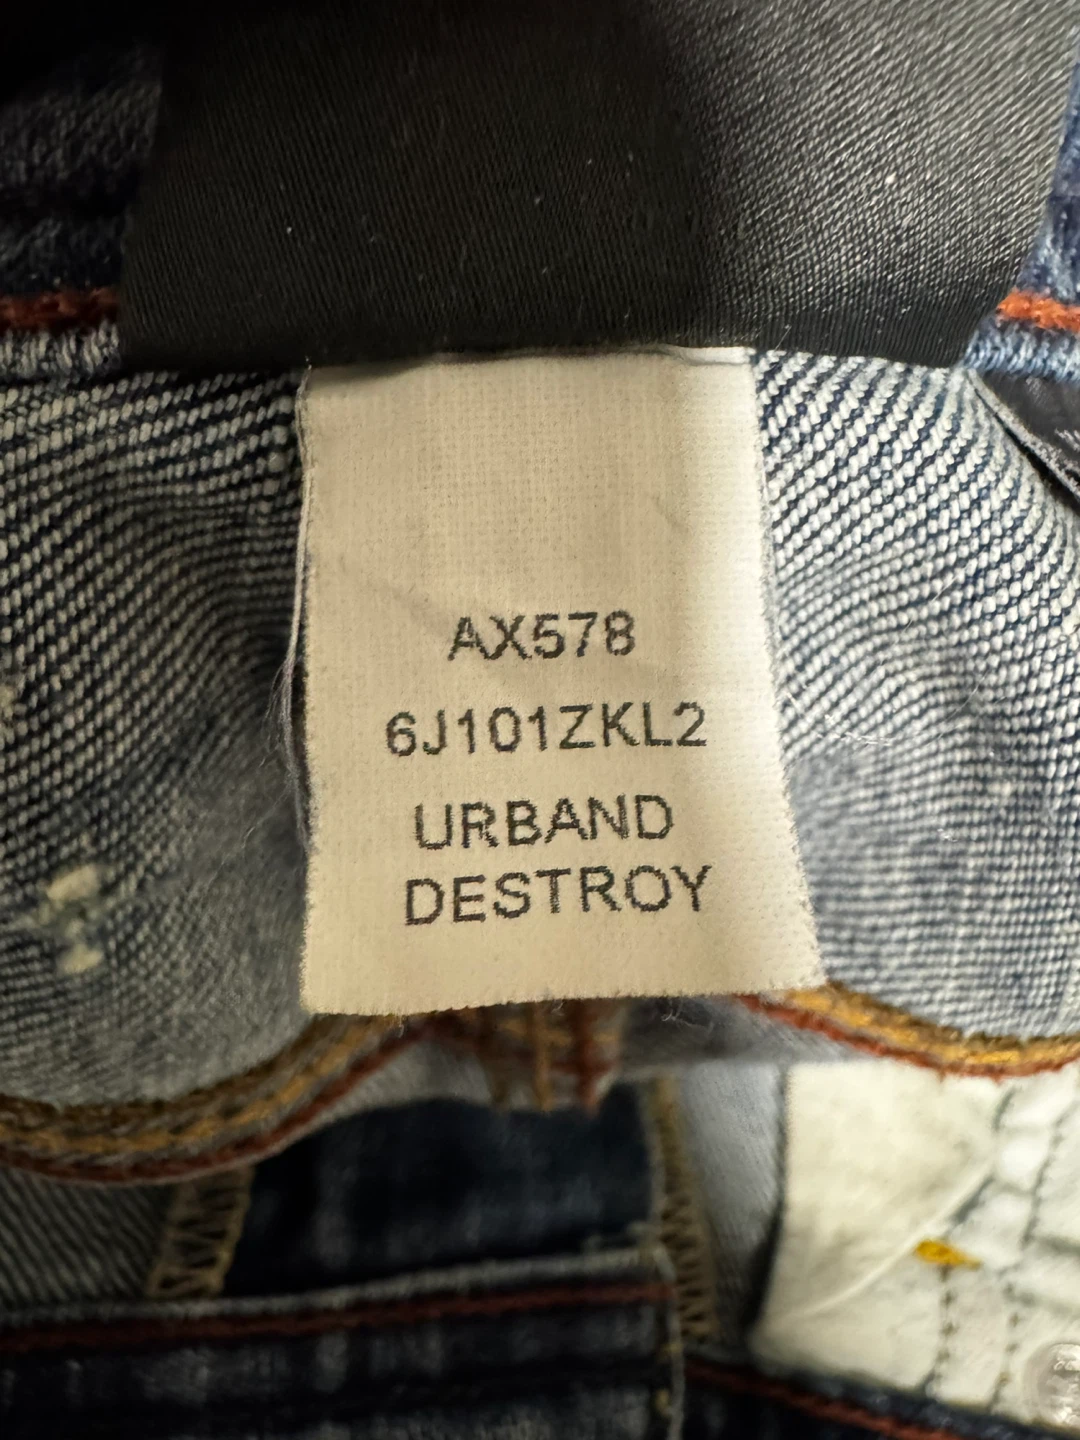 AX578
6J101ZKL2
URBAND
DESTROY